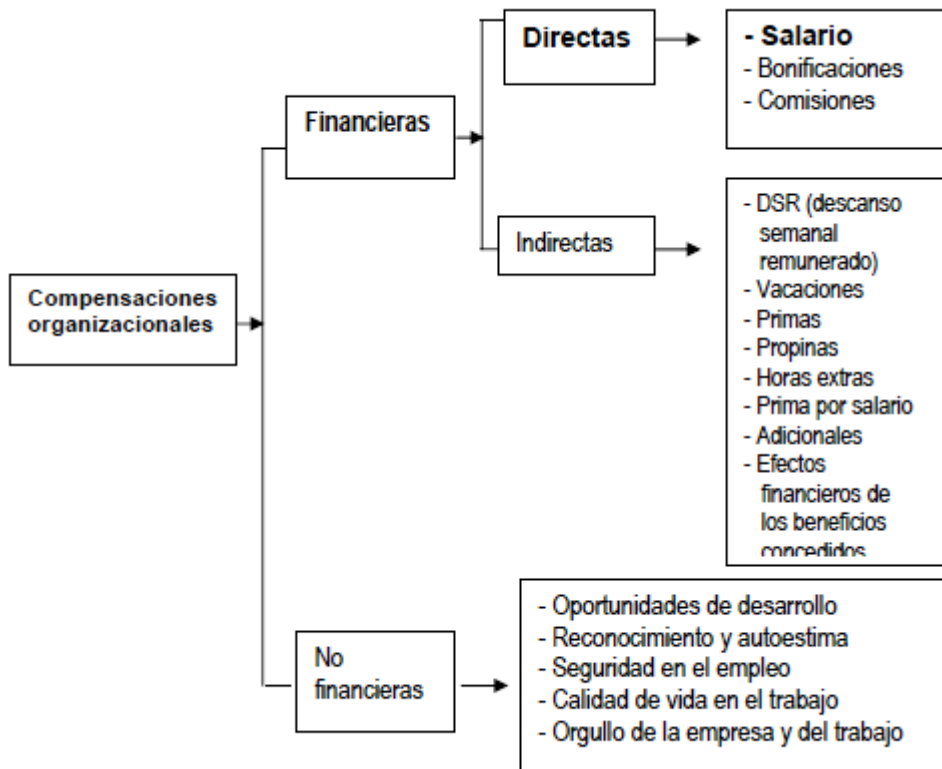 Compensaciones
organizacionales
Financieras
Directas
- Salario
- Bonificaciones
- Comisiones
Indirectas
- DSR (descanso
semanal
remunerado)
- Vacaciones
- Primas
- Propinas
- Horas extras
- Prima por salario
- Adicionales
- Efectos
financieros de
los beneficios
concedidos
No
financieras
- Oportunidades de desarrollo
- Reconocimiento y autoestima
- Seguridad en el empleo
- Calidad de vida en el trabajo
- Orgullo de la empresa y del trabajo